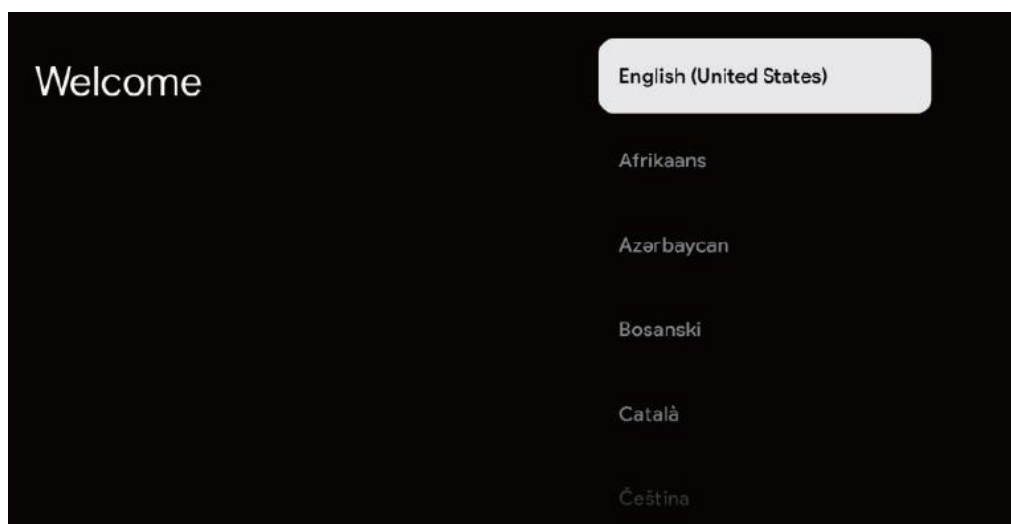 Welcome
English (United States)
Afrikaans
Azərbaycan
Bosanski
Català
Čeština